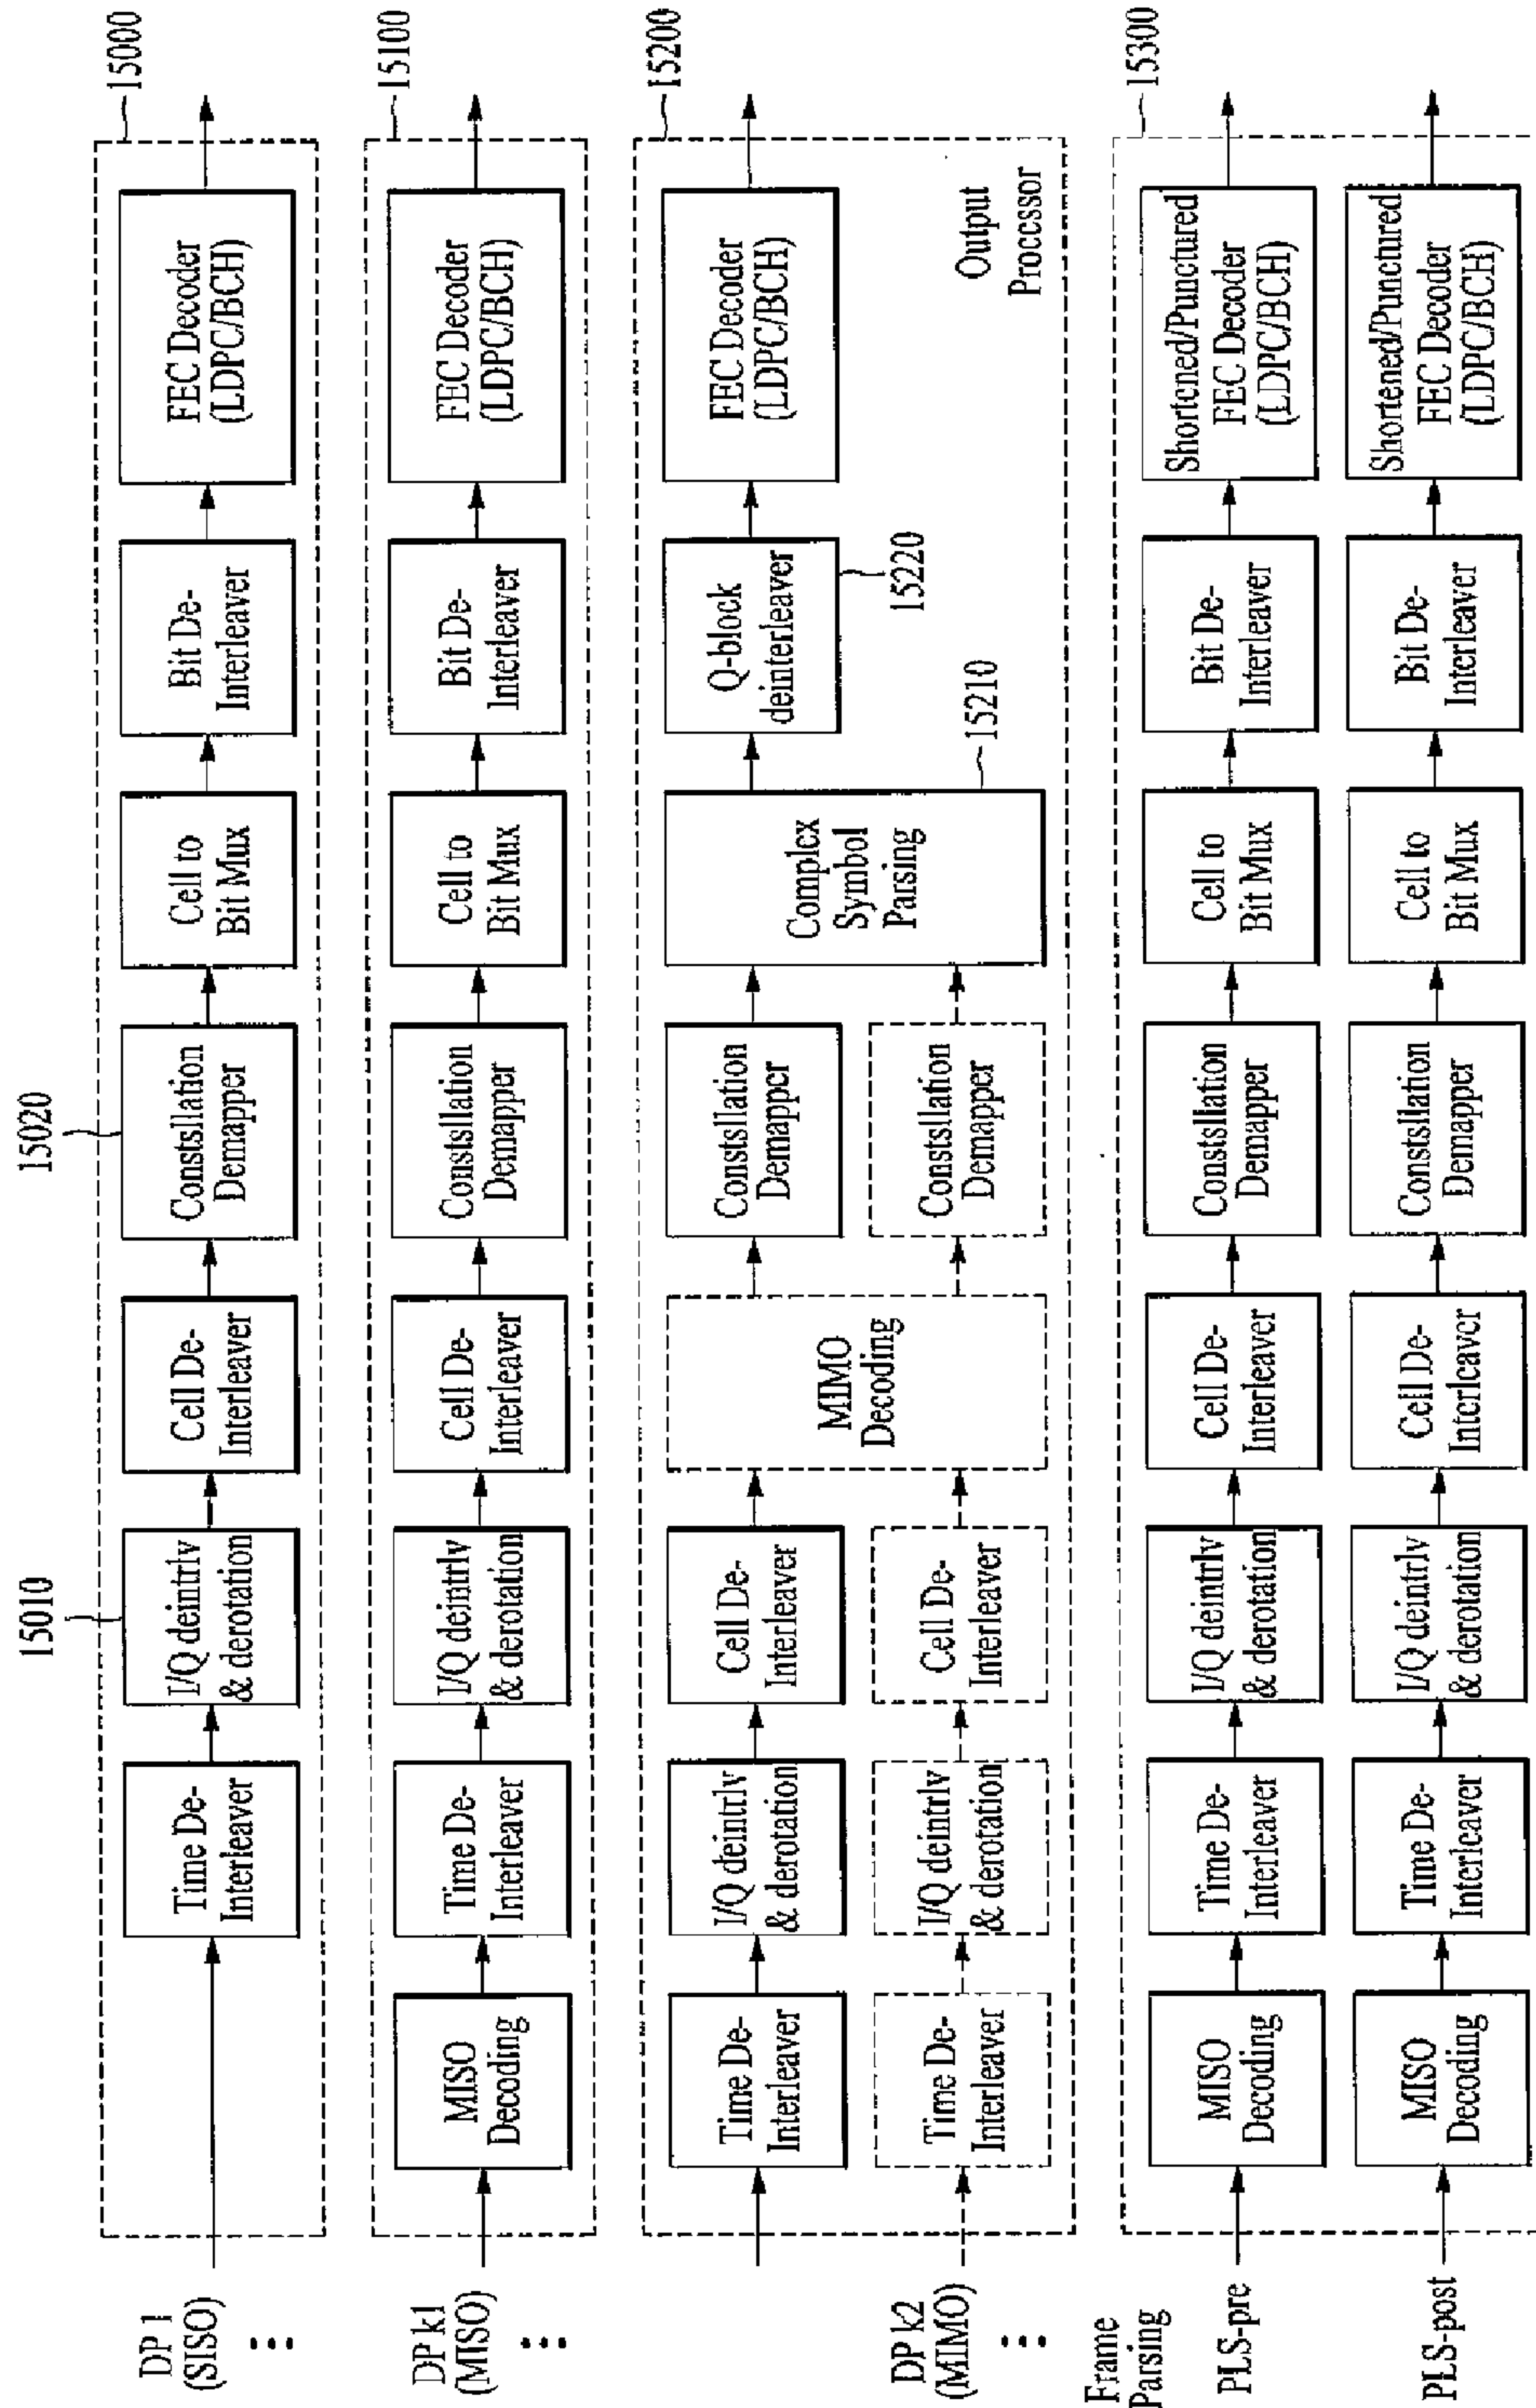 DP 1
(SISO)
Time De-
Interleaver
15010
I/Q deintrlv
& derotation
Cell De-
Interleaver
15020
Constsllation
Demapper
Cell to
Bit Mux
Bit De-
Interleaver
FEC Decoder
(LDPC/BCH)
15000
DP k1
(MISO)
MISO
Decoding
Time De-
Interleaver
I/Q deintrlv
& derotation
Cell De-
Interleaver
Constsllation
Demapper
Cell to
Bit Mux
Bit De-
Interleaver
FEC Decoder
(LDPC/BCH)
15100
DP k2
(MIMO)
Time De-
Interleaver
I/Q deintrlv
& derotation
Cell De-
Interleaver
Time De-
Interleaver
I/Q deintrlv
& derotation
Cell De-
Interleaver
MIMO
Decoding
Constsllation
Demapper
Constsllation
Demapper
Complex
Symbol
Parsing
15210
Q-block
deinterleaver
15220
FEC Decoder
(LDPC/BCH)
15200
Output
Processor
Frame
Parsing
PLS-pre
MISO
Decoding
Time De-
Interleaver
I/Q deintrlv
& derotation
Cell De-
Interleaver
Constsllation
Demapper
Cell to
Bit Mux
Bit De-
Interleaver
Shortened/Punctured
FEC Decoder
(LDPC/BCH)
15300
PLS-post
MISO
Decoding
Time De-
Interleaver
I/Q deintrlv
& derotation
Cell De-
Interleaver
Constsllation
Demapper
Cell to
Bit Mux
Bit De-
Interleaver
Shortened/Punctured
FEC Decoder
(LDPC/BCH)